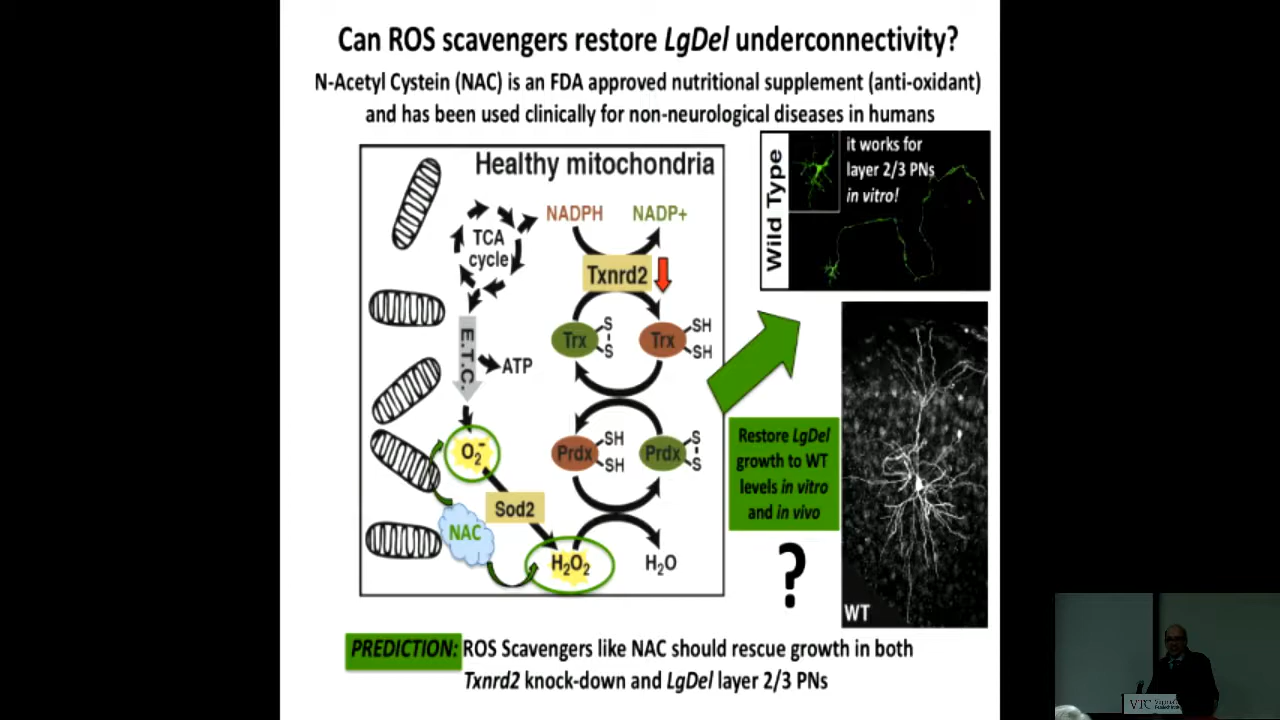 Can ROS scavengers restore LgDel underconnectivity?
N-Acetyl Cystein (NAC) is an FDA approved nutritional supplement (anti-oxidant)
and has been used clinically for non-neurological diseases in humans
Healthy mitochondria
NADPH
NADP+
TCA
cycle
Txnrd2
E.T.C.
ATP
Trx
S
S
Trx
SH
SH
Prdx
SH
SH
Prdx
S
S
O2-
Sod2
NAC
H2O2
H2O
Wild Type
it works for
layer 2/3 PNs
in vitro!
Restore LgDel
growth to WT
levels in vitro
and in vivo
?
WT
PREDICTION: ROS Scavengers like NAC should rescue growth in both
Txnrd2 knock-down and LgDel layer 2/3 PNs
VTC